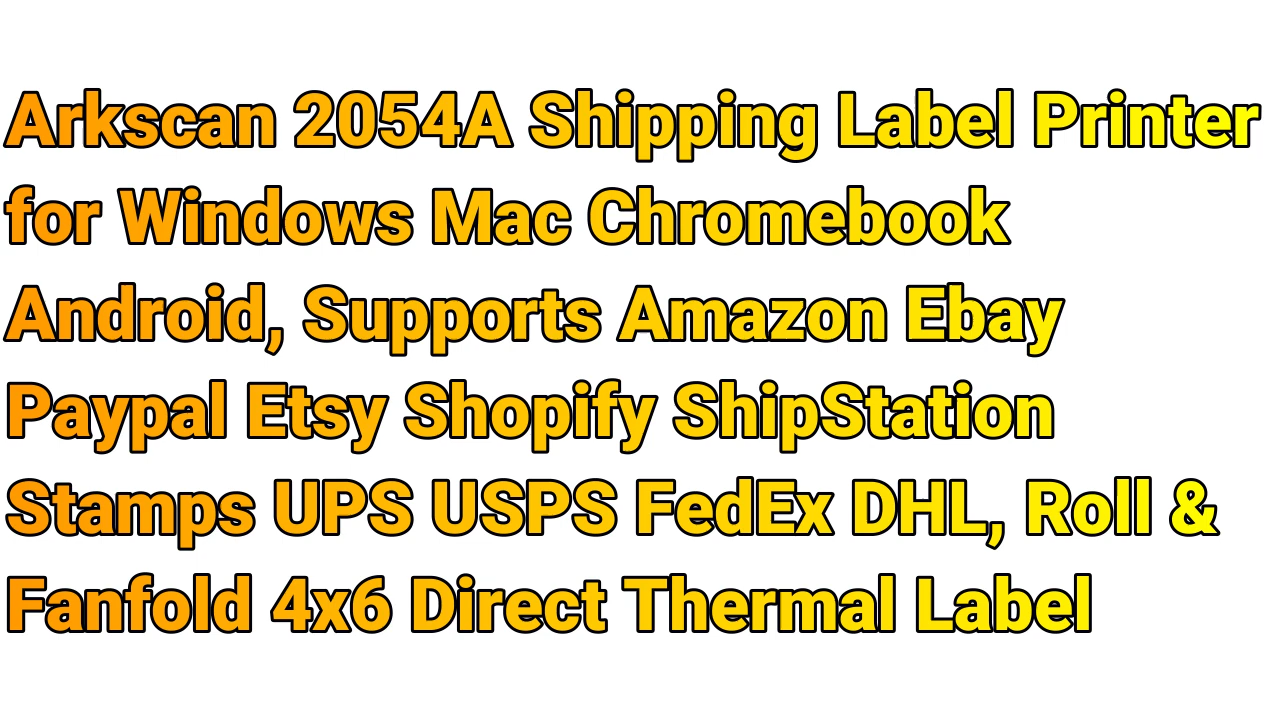 Arkscan 2054A Shipping Label Printer
for Windows Mac Chromebook
Android, Supports Amazon Ebay
Paypal Etsy Shopify ShipStation
Stamps UPS USPS FedEx DHL, Roll &
Fanfold 4x6 Direct Thermal Label